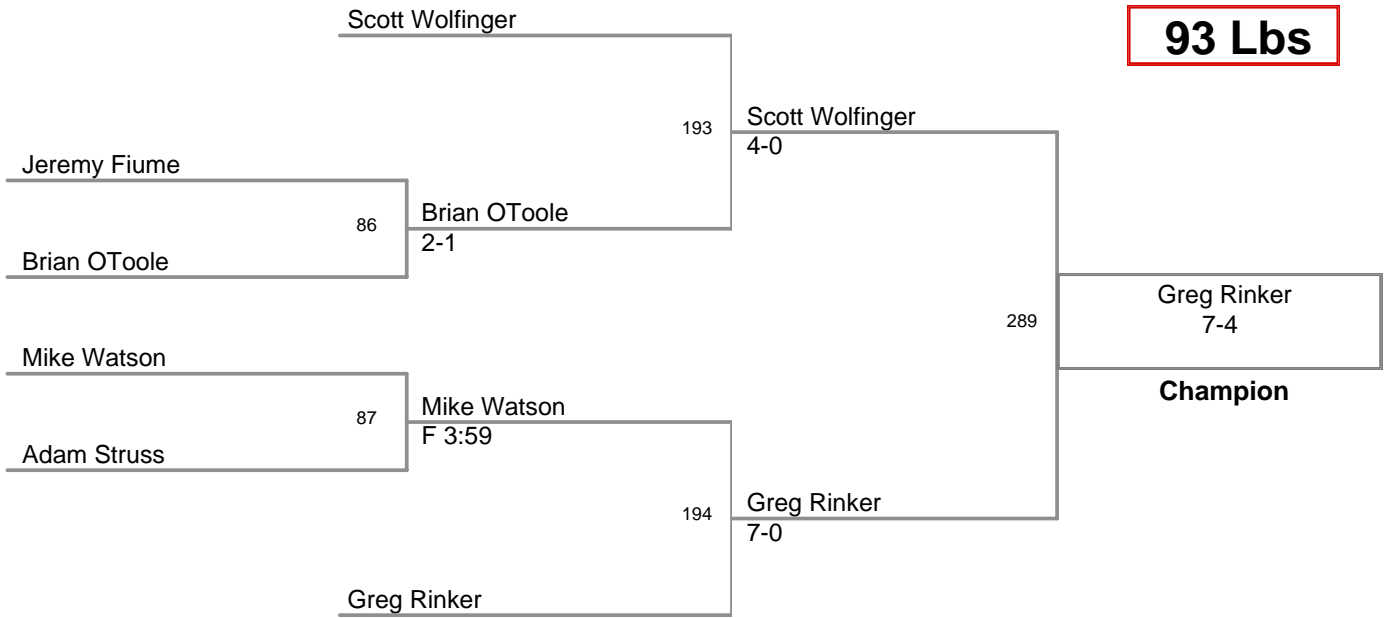 Scott Wolfinger
93 Lbs
193
Scott Wolfinger
4-0
Jeremy Fiume
86
Brian OToole
2-1
Brian OToole
289
Greg Rinker
7-4
Champion
Mike Watson
87
Mike Watson
F 3:59
Adam Struss
194
Greg Rinker
7-0
Greg Rinker